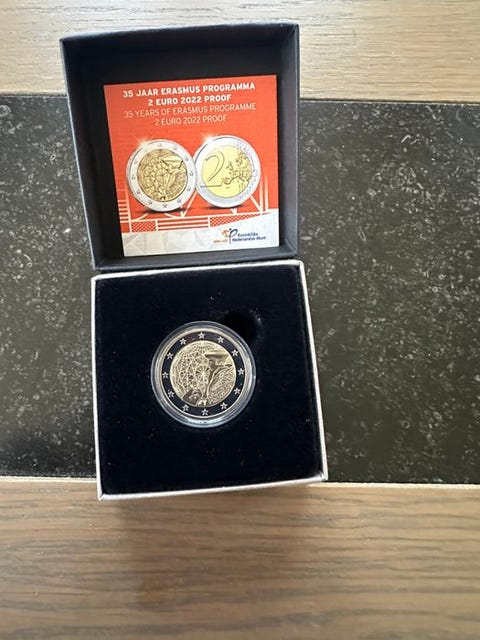 35 JAAR ERASMUS PROGRAMMA
2 EURO 2022 PROOF
35 YEARS OF ERASMUS PROGRAMME
2 EURO 2022 PROOF
2
Koninklijke
Nederlandse Munt